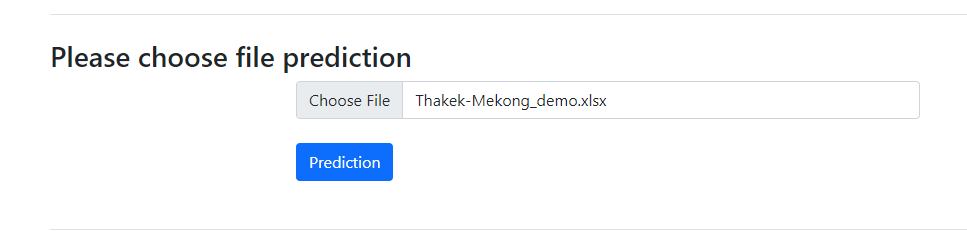 Please choose file prediction
Choose File Thakek-Mekong_demo.xlsx
Prediction